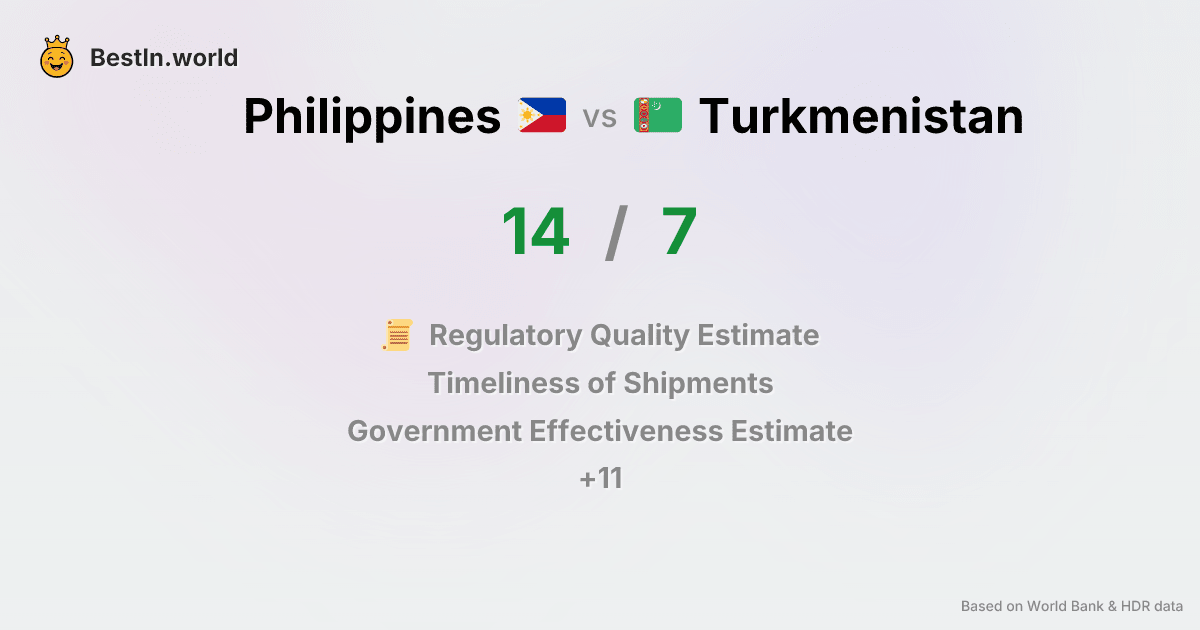 BestIn.world
Philippines vs Turkmenistan
14 / 7
Regulatory Quality Estimate
Timeliness of Shipments
Government Effectiveness Estimate
+11
Based on World Bank & HDR data